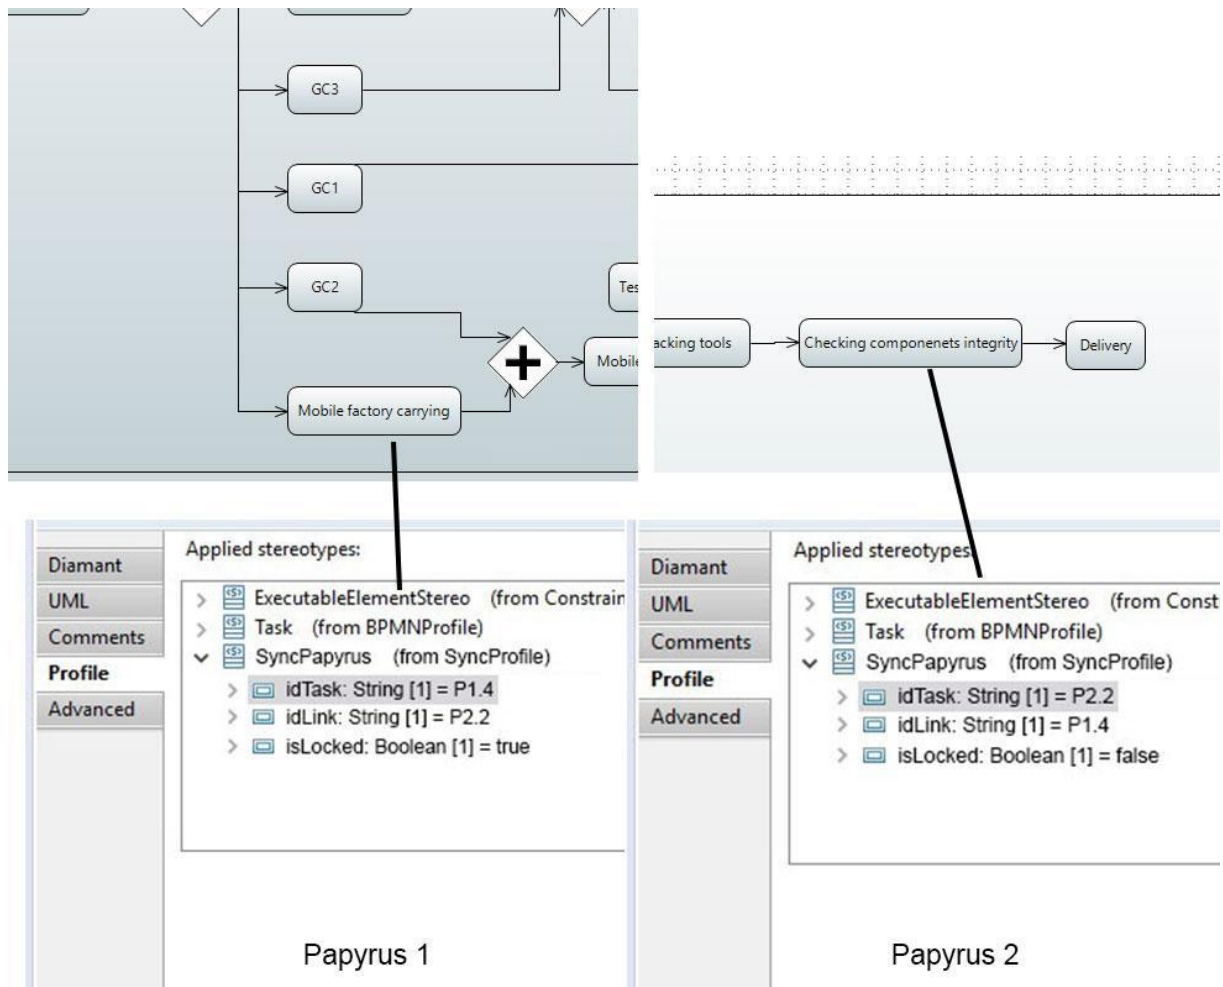 GC3
GC1
GC2
Tes
Mobile
Mobile factory carrying
acking tools
Checking componenets integrity
Delivery
Diamant
UML
Comments
Profile
Advanced
Applied stereotypes:
ExecutableElementStereo (from Constrain
Task (from BPMNProfile)
SyncPapyrus (from SyncProfile)
idTask: String [1] = P1.4
idLink: String [1] = P2.2
isLocked: Boolean [1] = true
Papyrus 1
Diamant
UML
Comments
Profile
Advanced
Applied stereotypes
ExecutableElementStereo (from Const
Task (from BPMNProfile)
SyncPapyrus (from SyncProfile)
idTask: String [1] = P2.2
idLink: String [1] = P1.4
isLocked: Boolean [1] = false
Papyrus 2